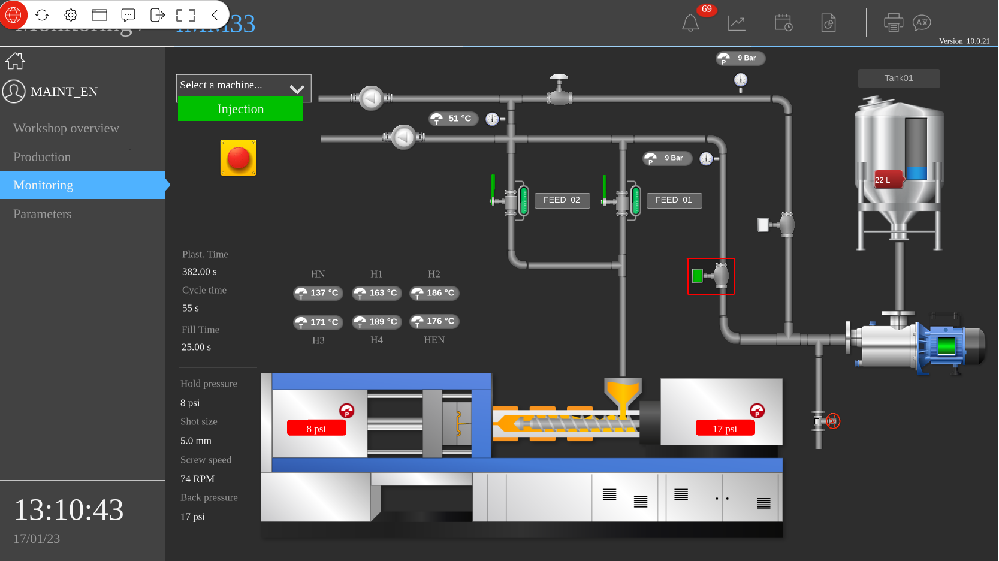 IMM33
69
Version 10.0.21
MAINT_EN
Workshop overview
Production
Monitoring
Parameters
13:10:43
17/01/23
Select a machine...
Injection
9 Bar
P
51 °C
T
9 Bar
P
Tank01
22 L
FEED_02
FEED_01
Plast. Time
382.00 s
Cycle time
55 s
Fill Time
25.00 s
HN
H1
H2
137 °C
T
163 °C
T
186 °C
T
171 °C
T
189 °C
T
176 °C
T
H3
H4
HEN
Hold pressure
8 psi
Shot size
5.0 mm
Screw speed
74 RPM
Back pressure
17 psi
P
8 psi
P
17 psi